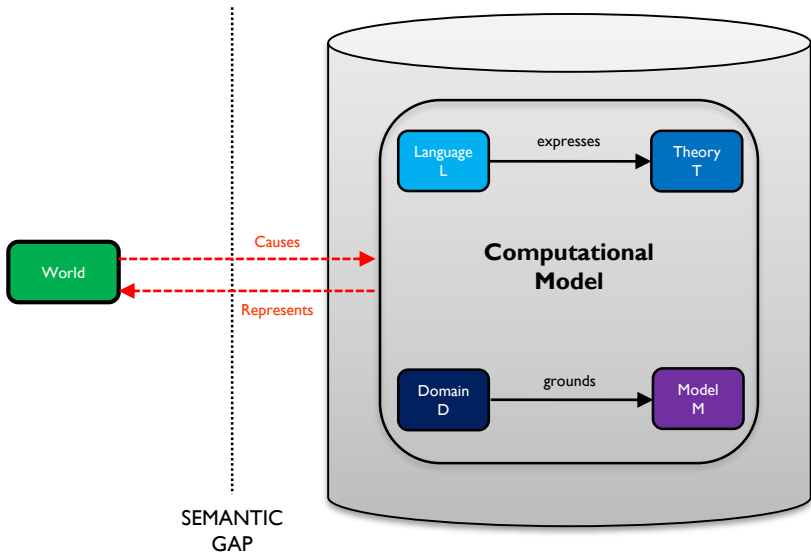 Language
L
expresses
Theory
T
Causes
World
Computational
Model
Represents
Domain
D
grounds
Model
M
SEMANTIC
GAP